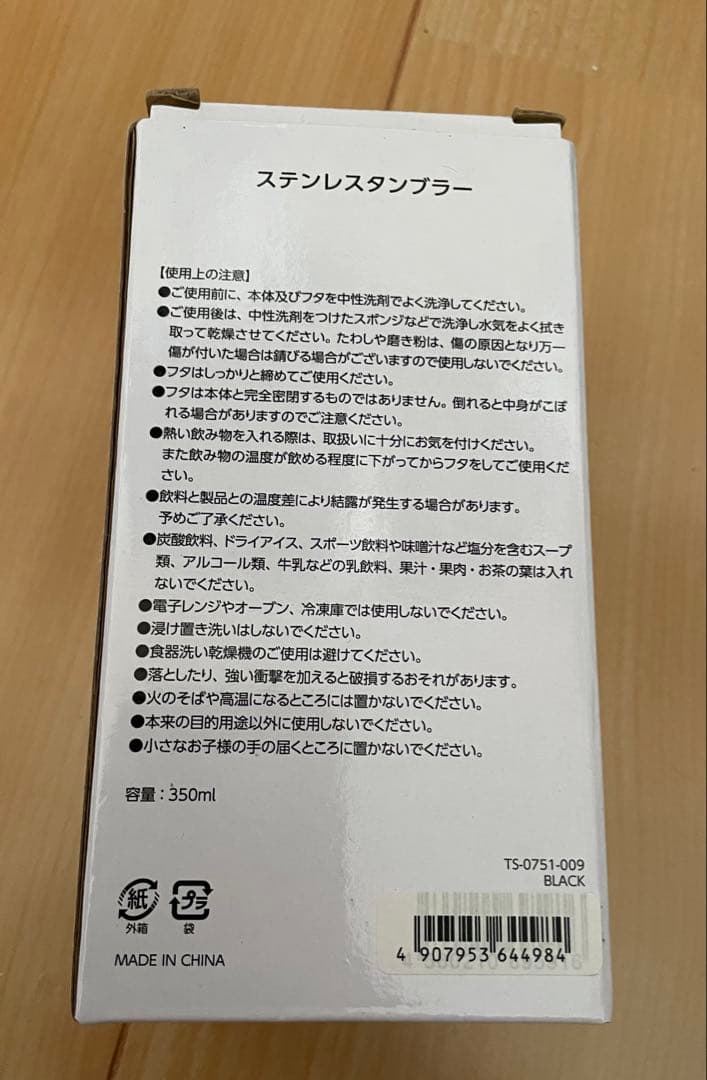 ステンレスタンブラー
【使用上の注意】
●ご使用前に、本体及びフタを中性洗剤でよく洗浄してください。
●ご使用後は、中性洗剤をつけたスポンジなどで洗浄し水気をよく拭き
取って乾燥させてください。たわしや磨き粉は、傷の原因となり万一
傷が付いた場合は錆びる場合がございますので使用しないでください。
●フタはしっかりと締めてご使用ください。
●フタは本体と完全密閉するものではありません。倒れると中身がこぼ
れる場合がありますのでご注意ください。
●熱い飲み物を入れる際は、取扱いに十分にお気を付けください。
また飲み物の温度が飲める程度に下がってからフタをしてご使用くだ
さい。
●飲料と製品との温度差により結露が発生する場合があります。
予めご了承ください。
●炭酸飲料、ドライアイス、スポーツ飲料や味噌汁など塩分を含むスープ
類、アルコール類、牛乳などの乳飲料、果汁・果肉・お茶の葉は入れ
ないでください。
●電子レンジやオーブン、冷凍庫では使用しないでください。
●浸け置き洗いはしないでください。
●食器洗い乾燥機のご使用は避けてください。
●落としたり、強い衝撃を加えると破損するおそれがあります。
●火のそばや高温になるところには置かないでください。
●本来の目的用途以外に使用しないでください。
●小さなお子様の手の届くところに置かないでください。
容量：350ml
TS-0751-009
BLACK
紙 プラ
外箱 袋
MADE IN CHINA
4 907953 644984